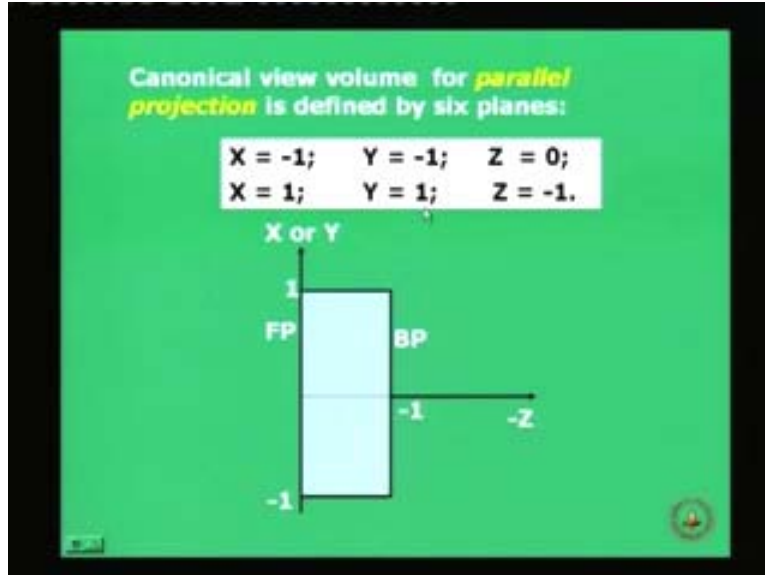 Canonical view volume for parallel
projection is defined by six planes:
X = -1; Y = -1; Z = 0;
X = 1; Y = 1; Z = -1.
X or Y
1
FP
BP
-1
-Z
-1